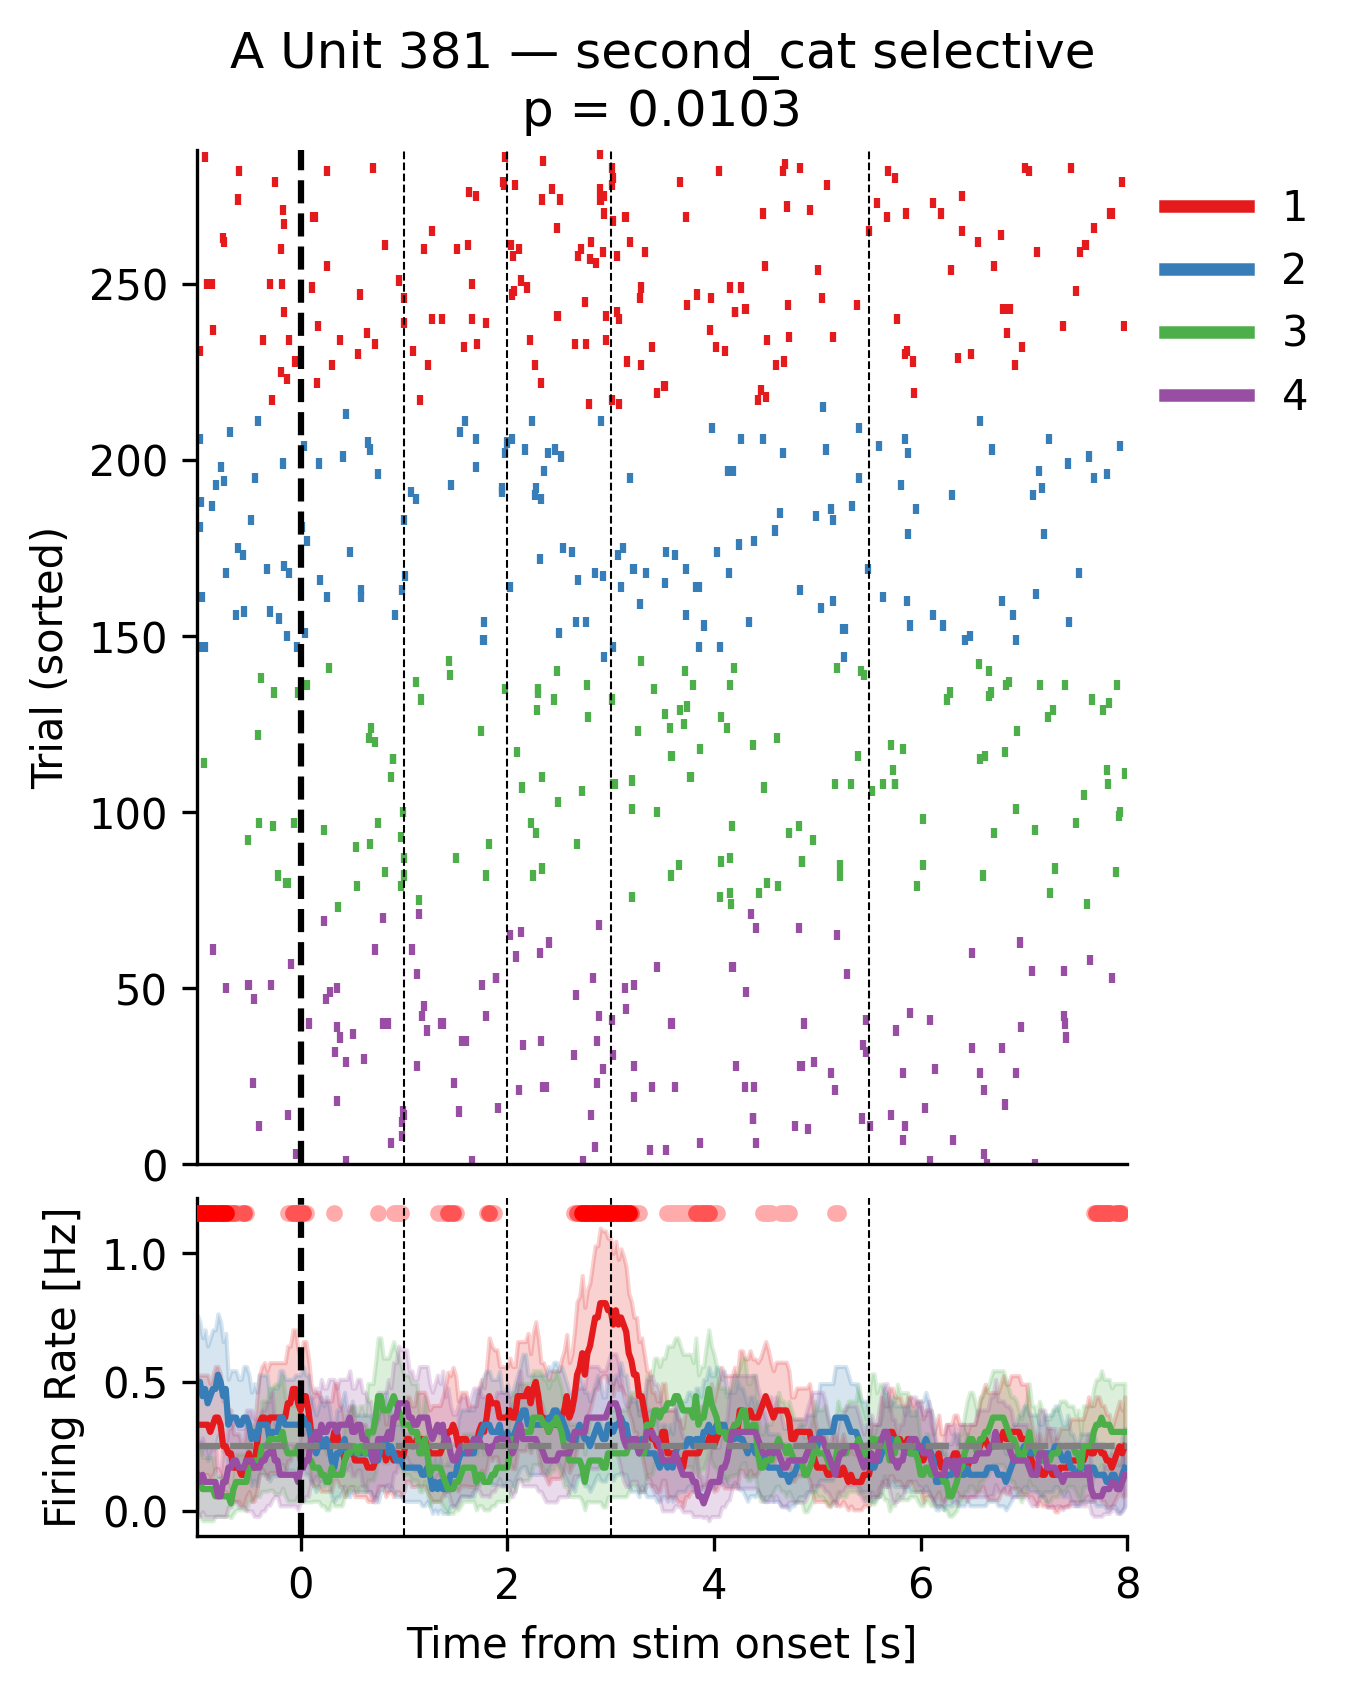 A Unit 381 — second_cat selective
p = 0.0103
1
2
3
4
Trial (sorted)
250
200
150
100
50
0
Firing Rate [Hz]
1.0
0.5
0.0
0 2 4 6 8
Time from stim onset [s]